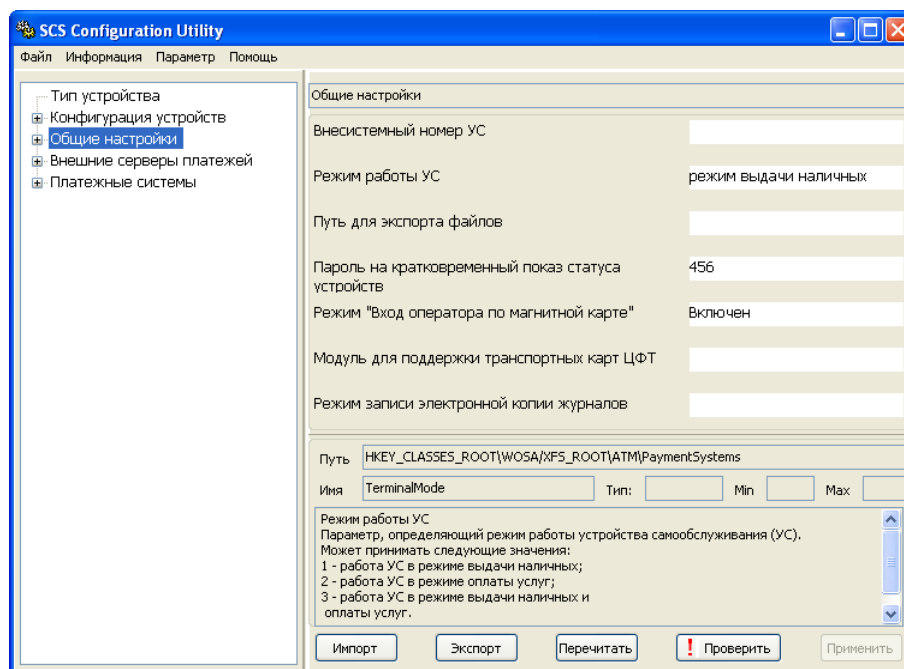 SCS Configuration Utility
Файл Информация Параметр Помощь
Тип устройства
Конфигурация устройств
Общие настройки
Внешние серверы платежей
Платежные системы
Общие настройки
Внесистемный номер УС
Режим работы УС режим выдачи наличных
Путь для экспорта файлов
Пароль на кратковременный показ статуса 456
устройств
Режим "Вход оператора по магнитной карте" Включен
Модуль для поддержки транспортных карт ЦФТ
Режим записи электронной копии журналов
Путь HKEY_CLASSES_ROOT\WOSA/XFS_ROOT\ATM\PaymentSystems
Имя TerminalMode Тип: Min Max
Режим работы УС
Параметр, определяющий режим работы устройства самообслуживания (УС).
Может принимать следующие значения:
1 - работа УС в режиме выдачи наличных;
2 - работа УС в режиме оплаты услуг;
3 - работа УС в режиме выдачи наличных и
оплаты услуг.
Импорт Экспорт Перечитать ! Проверить Применить